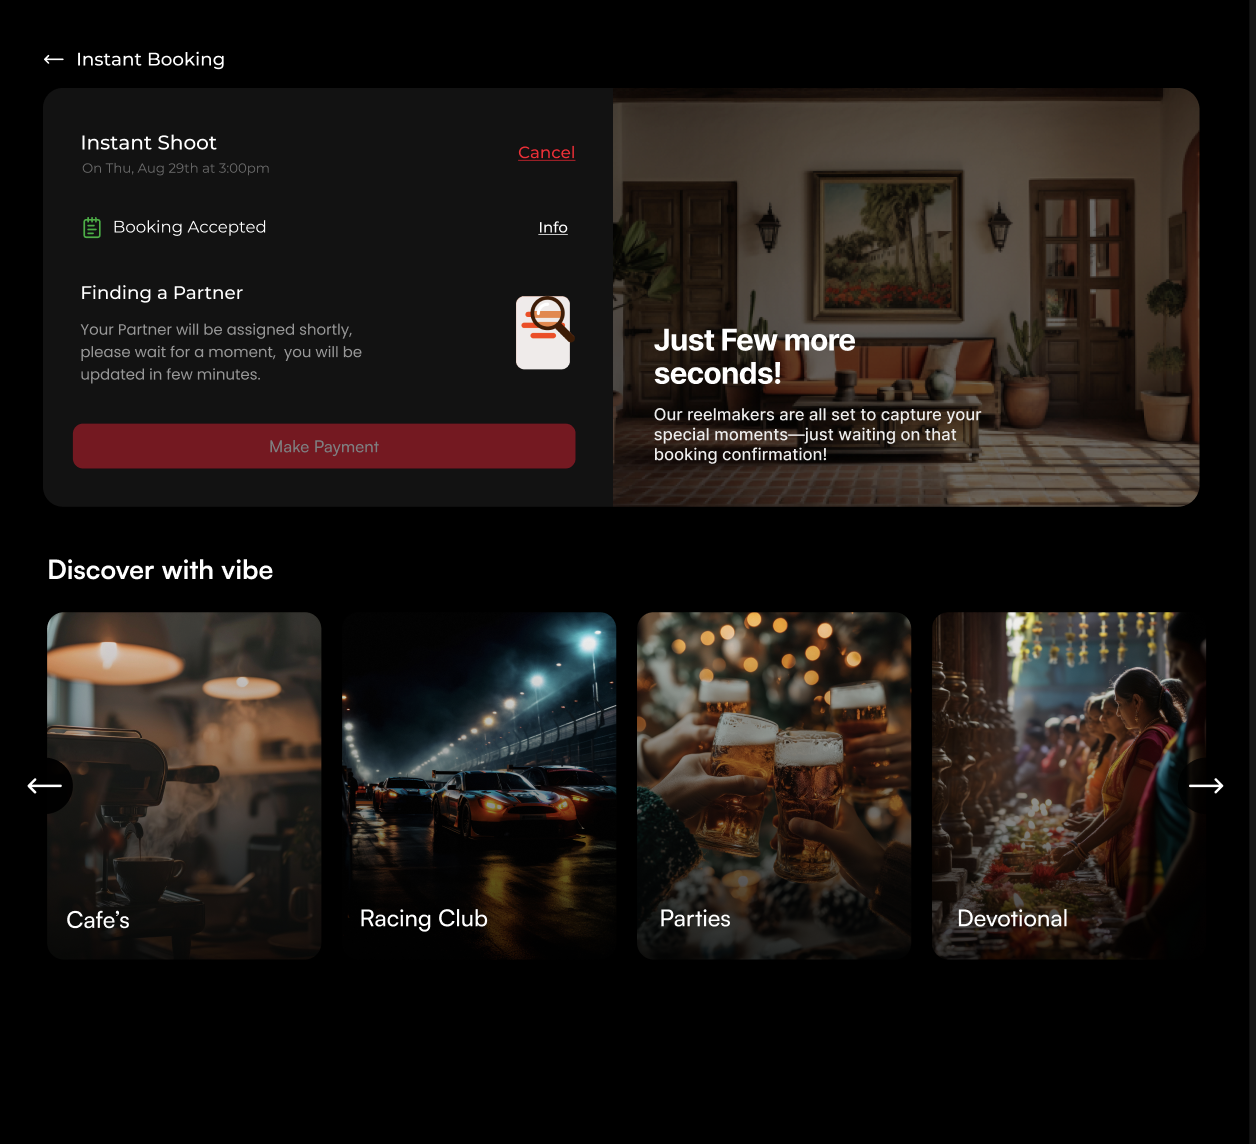 Instant Booking
Instant Shoot
On Thu, Aug 29th at 3:00pm
Cancel
Booking Accepted
Info
Finding a Partner
Your Partner will be assigned shortly,
please wait for a moment,  you will be
updated in few minutes.
Make Payment
Just Few more
seconds!
Our reelmakers are all set to capture your
special moments—just waiting on that
booking confirmation!
Discover with vibe
Cafe’s
Racing Club
Parties
Devotional